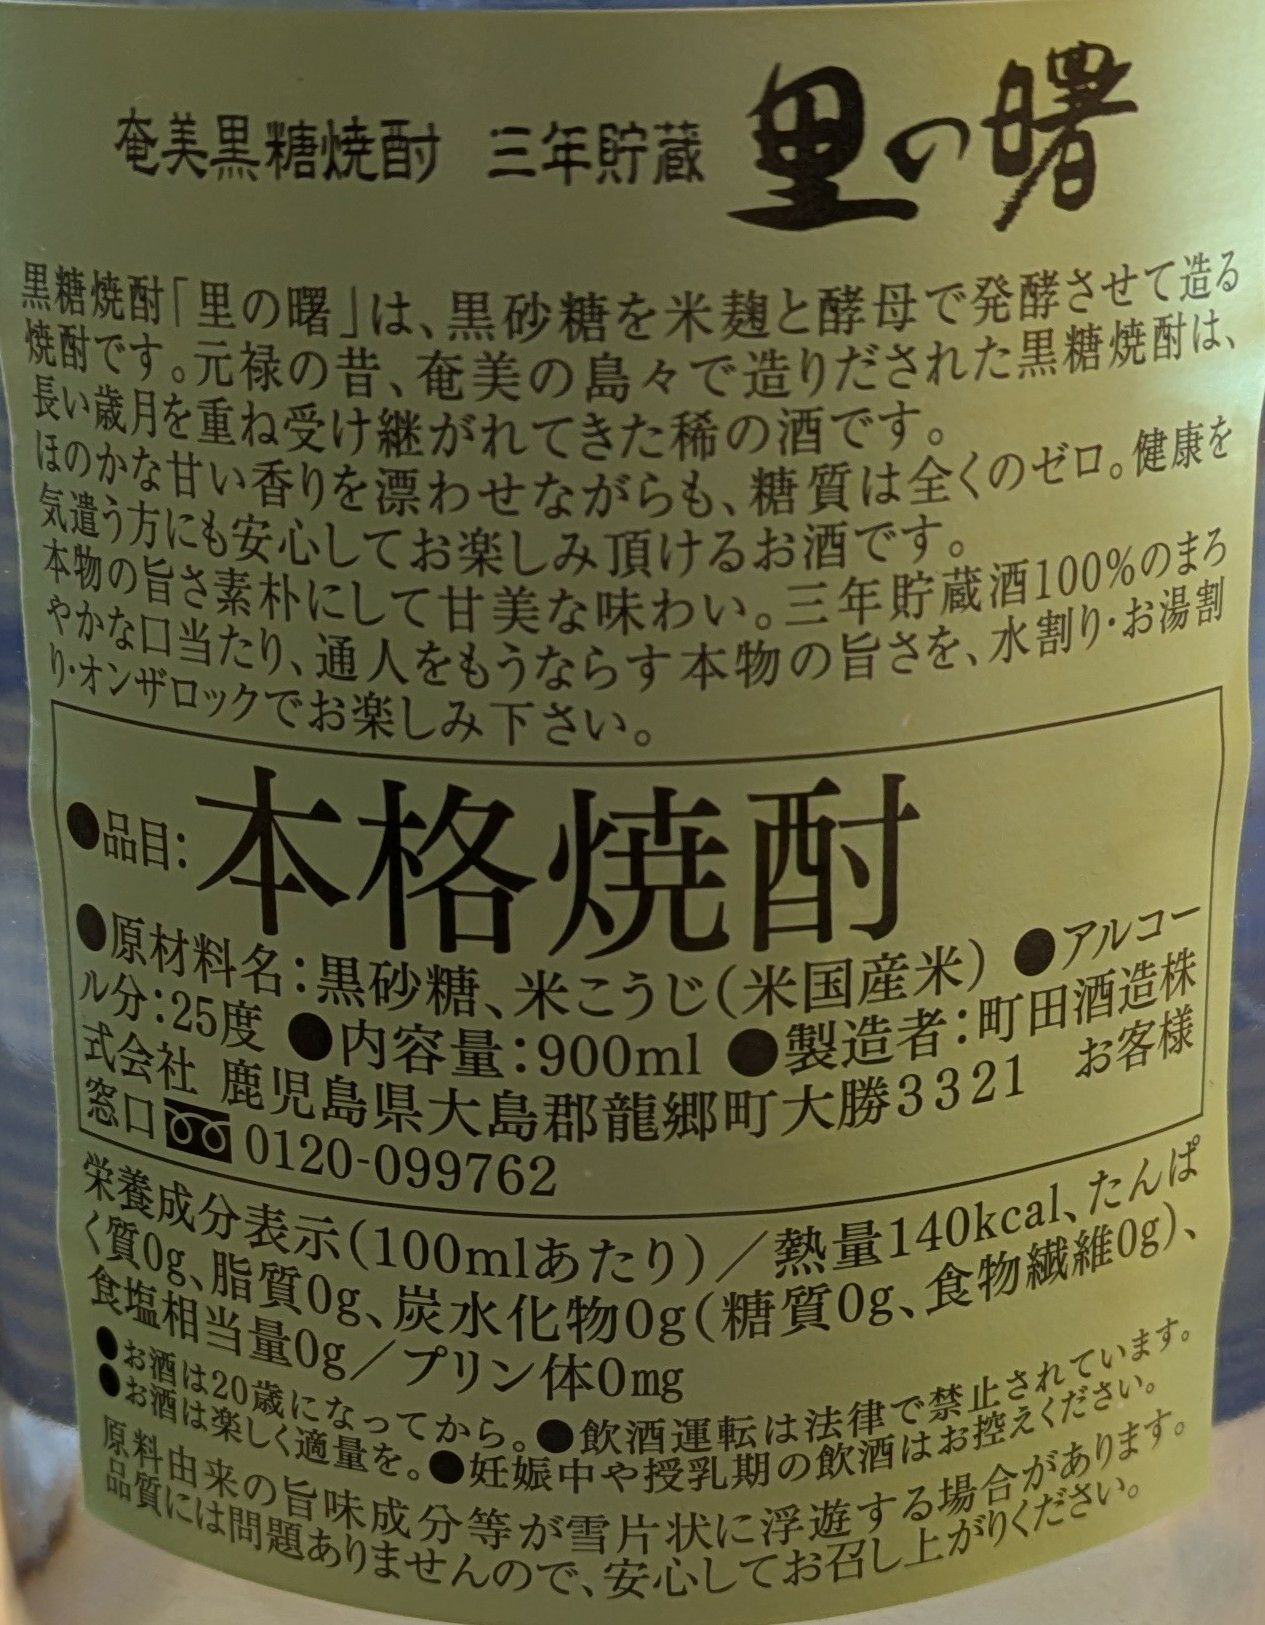 奄美黒糖焼酎 三年貯蔵 里の曙
黒糖焼酎「里の曙」は、黒砂糖を米麹と酵母で発酵させて造る
焼酎です。元禄の昔、奄美の島々で造りだされた黒糖焼酎は、
長い歳月を重ね受け継がれてきた稀の酒です。
ほのかな甘い香りを漂わせながらも、糖質は全くのゼロ。健康を
気遣う方にも安心してお楽しみ頂けるお酒です。
本物の旨さ素朴にして甘美な味わい。三年貯蔵酒100%のまろ
やかな口当たり、通人をもうならす本物の旨さを、水割り・お湯割
り・オンザロックでお楽しみ下さい。
●品目:本格焼酎
●原材料名:黒砂糖、米こうじ(米国産米) ●アルコー
ル分:25度 ●内容量:900ml ●製造者:町田酒造株
式会社 鹿児島県大島郡龍郷町大勝3321 お客様
窓口 0120-099762
栄養成分表示(100mlあたり)/熱量140kcal、たんぱ
く質0g、脂質0g、炭水化物0g(糖質0g、食物繊維0g)、
食塩相当量0g/プリン体0mg
●お酒は20歳になってから。●飲酒運転は法律で禁止されています。
●お酒は楽しく適量を。●妊娠中や授乳期の飲酒はお控えください。
原料由来の旨味成分等が雪片状に浮遊する場合があります。
品質には問題ありませんので、安心してお召し上がりください。